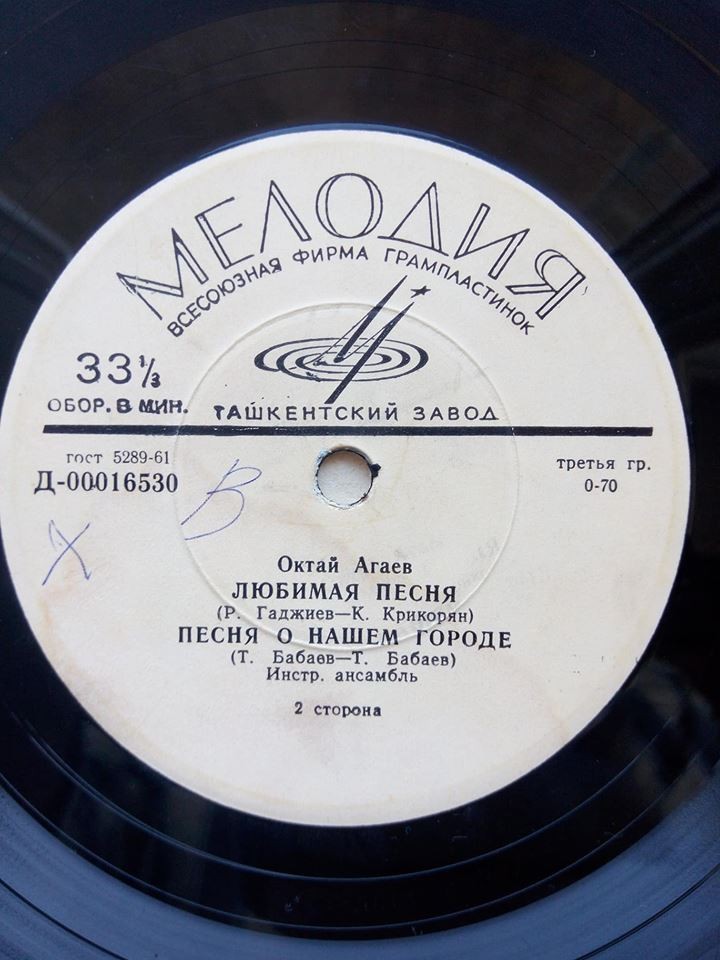 МЕЛОДИЯ
ВСЕСОЮЗНАЯ ФИРМА ГРАМПЛАСТИНОК
33⅓
ОБОР. В МИН.
ТАШКЕНТСКИЙ ЗАВОД
гост 5289-61
Д-00016530
третья гр.
0-70
В
X
Октай Агаев
ЛЮБИМАЯ ПЕСНЯ
(Р. Гаджиев—К. Крикорян)
ПЕСНЯ О НАШЕМ ГОРОДЕ
(Т. Бабаев—Т. Бабаев)
Инстр. ансамбль
2 сторона